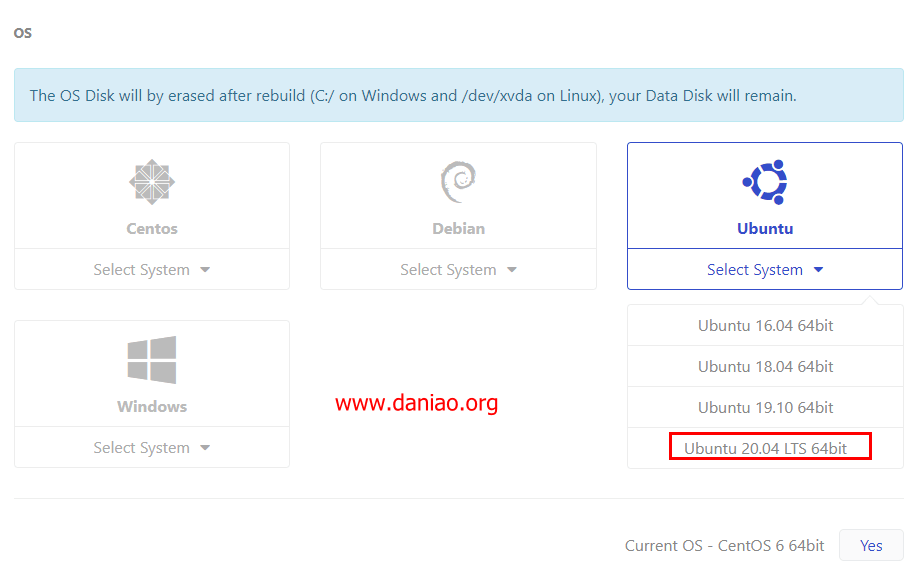 OS
The OS Disk will by erased after rebuild (C:/ on Windows and /dev/xvda on Linux), your Data Disk will remain.
Centos
Select System
Debian
Select System
Ubuntu
Select System
Ubuntu 16.04 64bit
Ubuntu 18.04 64bit
Ubuntu 19.10 64bit
Ubuntu 20.04 LTS 64bit
Windows
Select System
www.daniao.org
Current OS - CentOS 6 64bit
Yes